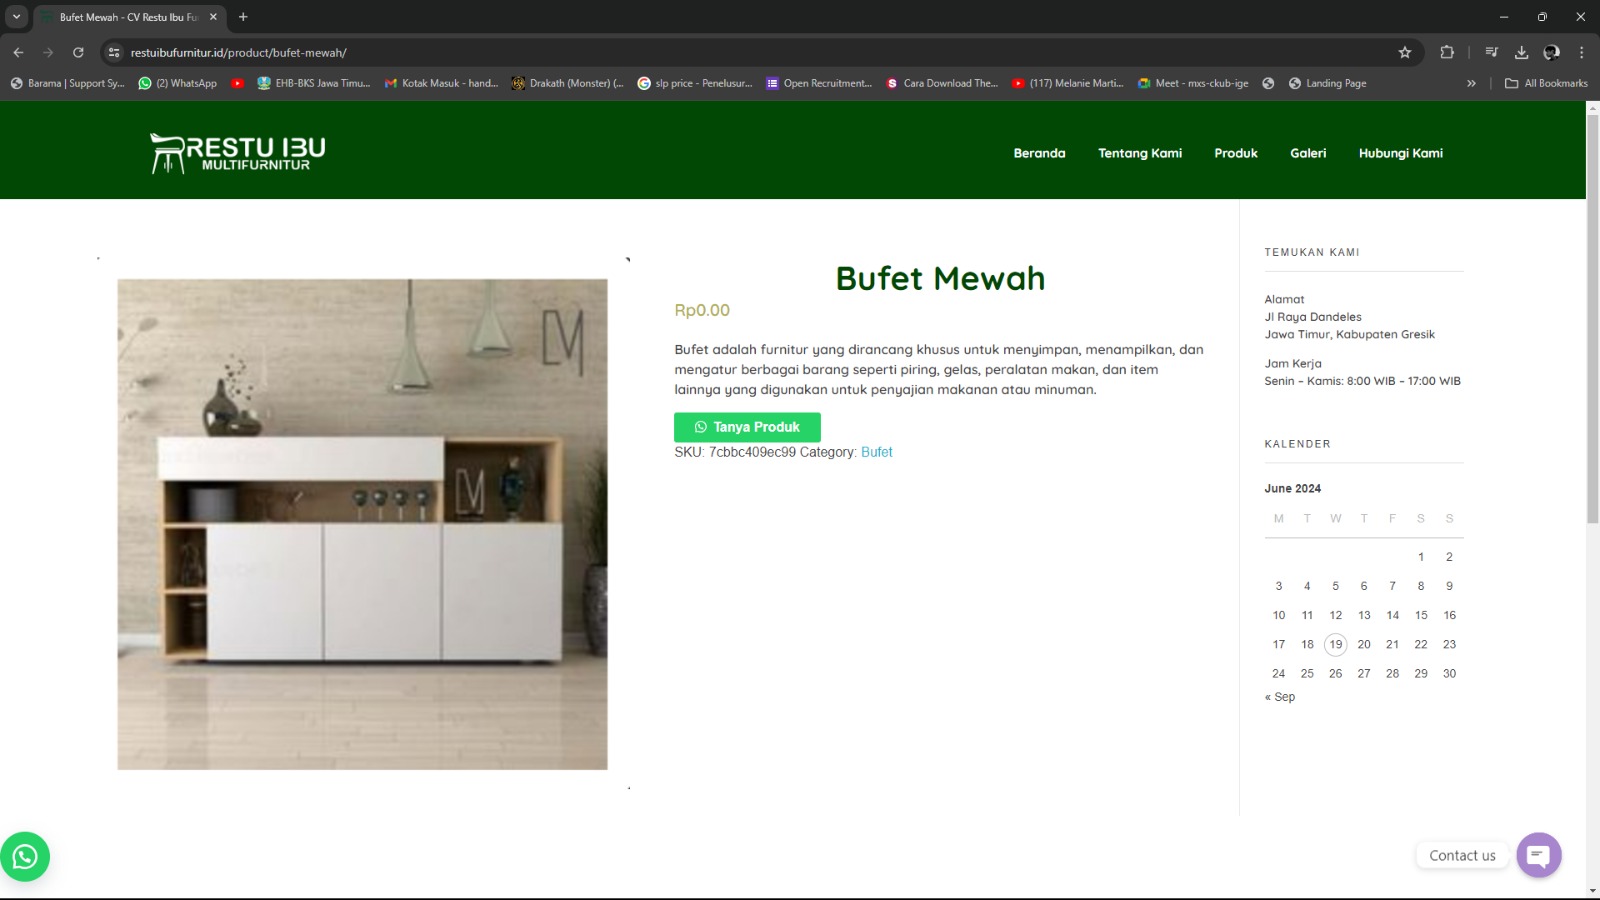 Bufet Mewah - CV Restu Ibu Fu
restuibufurnitur.id/product/bufet-mewah/
Barama | Support Sy...
(2) WhatsApp
EHB-BKS Jawa Timu...
Kotak Masuk - hand...
Drakath (Monster) (...
slp price - Penelusur...
Open Recruitment...
Cara Download The...
(117) Melanie Marti...
Meet - mxs-ckub-ige
Landing Page
»
All Bookmarks
RESTU IBU
MULTIFURNITUR
Beranda
Tentang Kami
Produk
Galeri
Hubungi Kami
Bufet Mewah
Rp0.00
Bufet adalah furnitur yang dirancang khusus untuk menyimpan, menampilkan, dan
mengatur berbagai barang seperti piring, gelas, peralatan makan, dan item
lainnya yang digunakan untuk penyajian makanan atau minuman.
Tanya Produk
SKU: 7cbbc409ec99 Category: Bufet
TEMUKAN KAMI
Alamat
Jl Raya Dandeles
Jawa Timur, Kabupaten Gresik
Jam Kerja
Senin – Kamis: 8:00 WIB – 17:00 WIB
KALENDER
June 2024
M T W T F S S
1 2
3 4 5 6 7 8 9
10 11 12 13 14 15 16
17 18 19 20 21 22 23
24 25 26 27 28 29 30
« Sep
Contact us